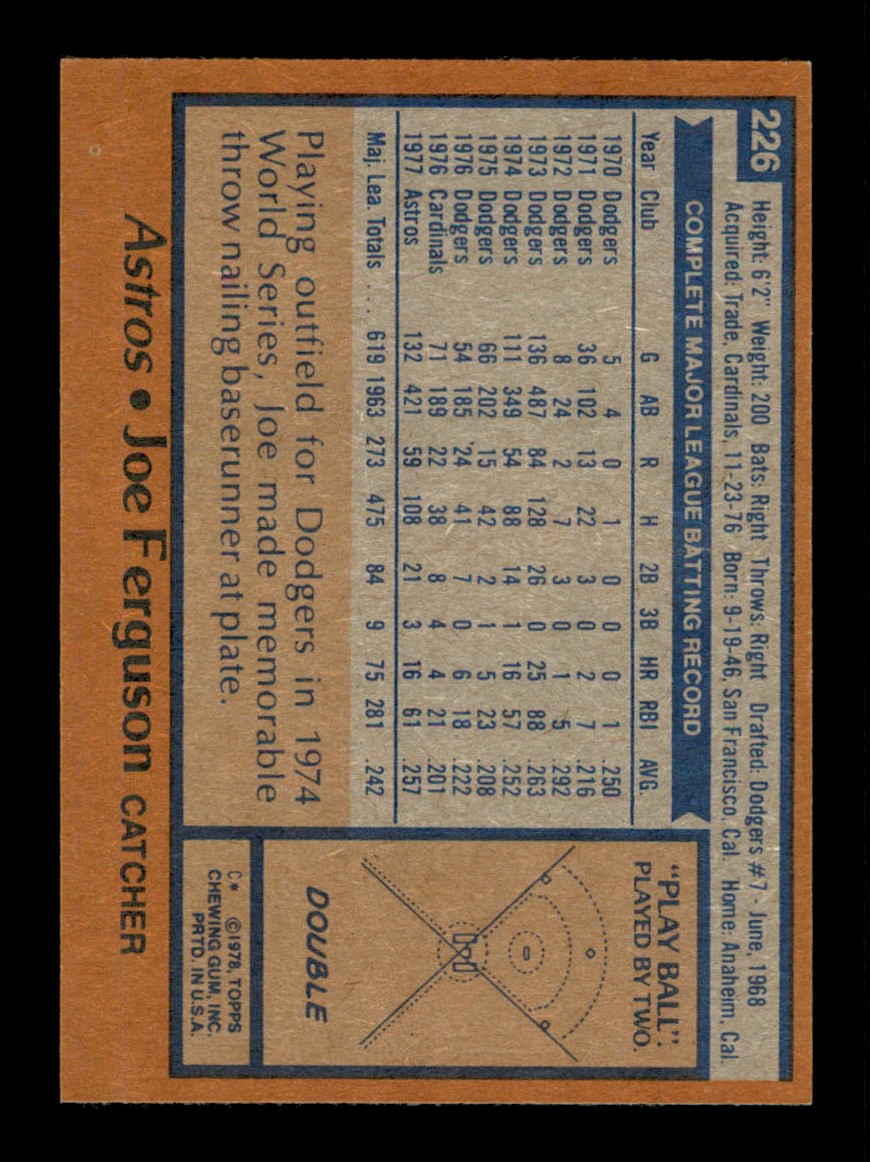 226
Height: 6'2" Weight: 200 Bats: Right Throws: Right Drafted: Dodgers #7 - June, 1968
Acquired: Trade, Cardinals, 11-23-76 Born: 9-19-46, San Francisco, Cal. Home: Anaheim, Cal.
COMPLETE MAJOR LEAGUE BATTING RECORD
Year Club G AB R H 2B 3B HR RBI AVG.
1970 Dodgers 5 4 0 1 0 0 0 1 .250
1971 Dodgers 36 102 13 22 3 0 2 7 .216
1972 Dodgers 8 24 2 7 3 0 1 5 .292
1973 Dodgers 136 487 84 128 26 0 25 88 .263
1974 Dodgers 111 349 54 88 14 1 16 57 .252
1975 Dodgers 66 202 15 42 2 1 5 23 .208
1976 Dodgers 54 185 24 41 7 0 6 18 .222
1976 Cardinals 71 189 22 38 8 4 4 21 .201
1977 Astros 132 421 59 108 21 3 16 61 .257
Maj. Lea. Totals . . . 619 1963 273 475 84 9 75 281 .242
Playing outfield for Dodgers in 1974
World Series, Joe made memorable
throw nailing baserunner at plate.
"PLAY BALL".
PLAYED BY TWO.
DOUBLE
C* ©1978, TOPPS
CHEWING GUM, INC.
PRTD. IN U.S.A.
Astros • Joe Ferguson CATCHER